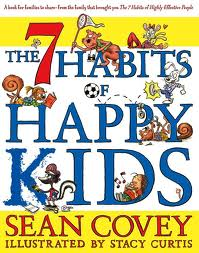 A book for families to share—from the family that brought you The 7 Habits of Highly Effective People
THE 7 HABITS
OF
HAPPY
KIDS
SEAN COVEY
ILLUSTRATED BY STACY CURTIS